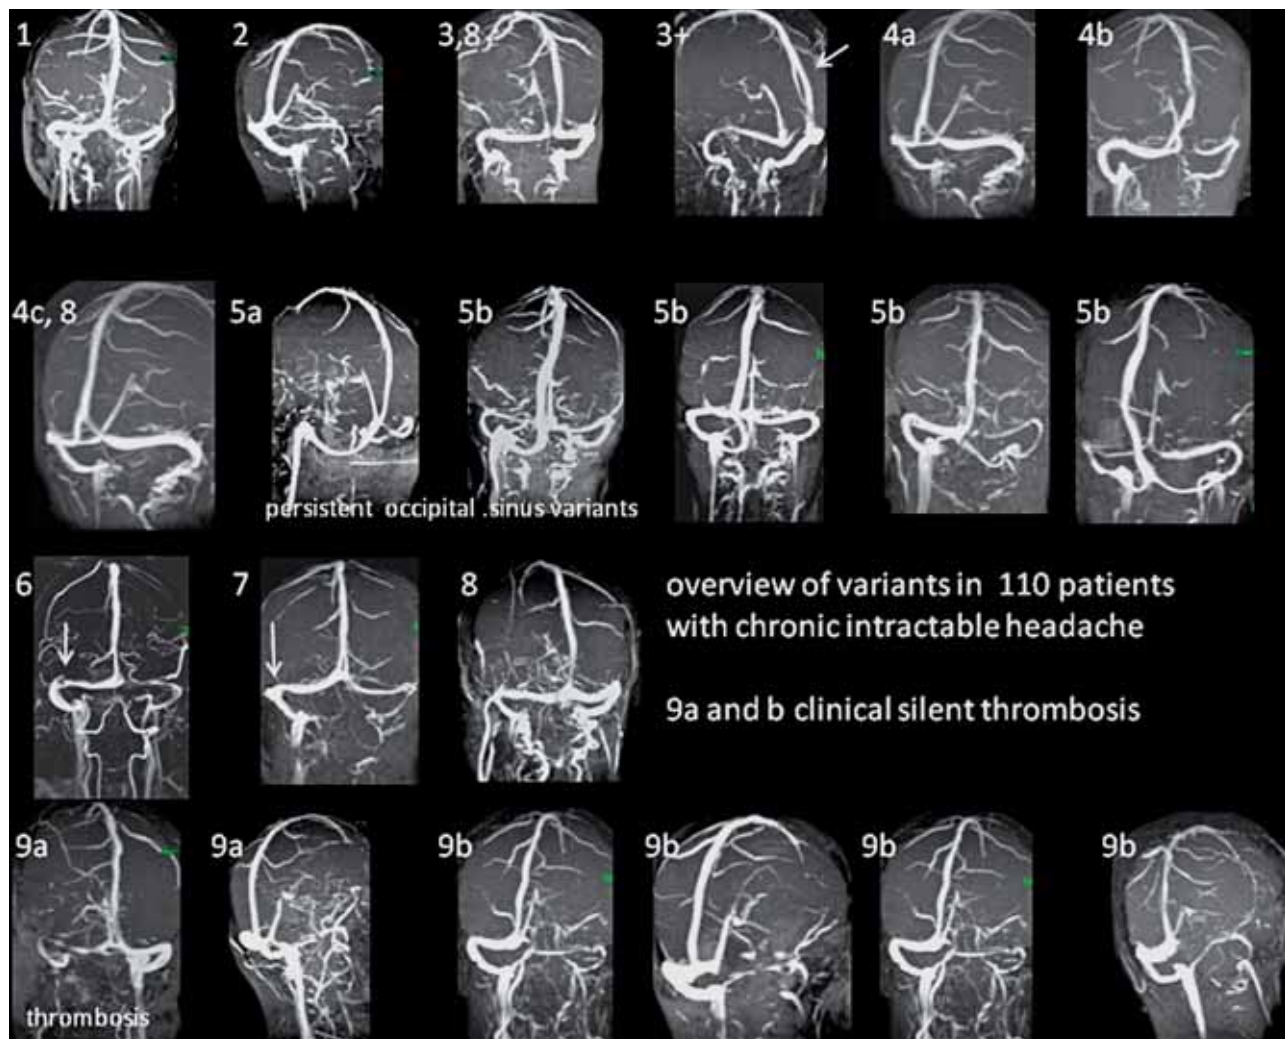 1 2 3,8 3+ 4a 4b
4c, 8 5a 5b 5b 5b 5b
persistent occipital .sinus variants
6 7 8
overview of variants in 110 patients
with chronic intractable headache
9a and b clinical silent thrombosis
9a 9a 9b 9b 9b 9b
thrombosis